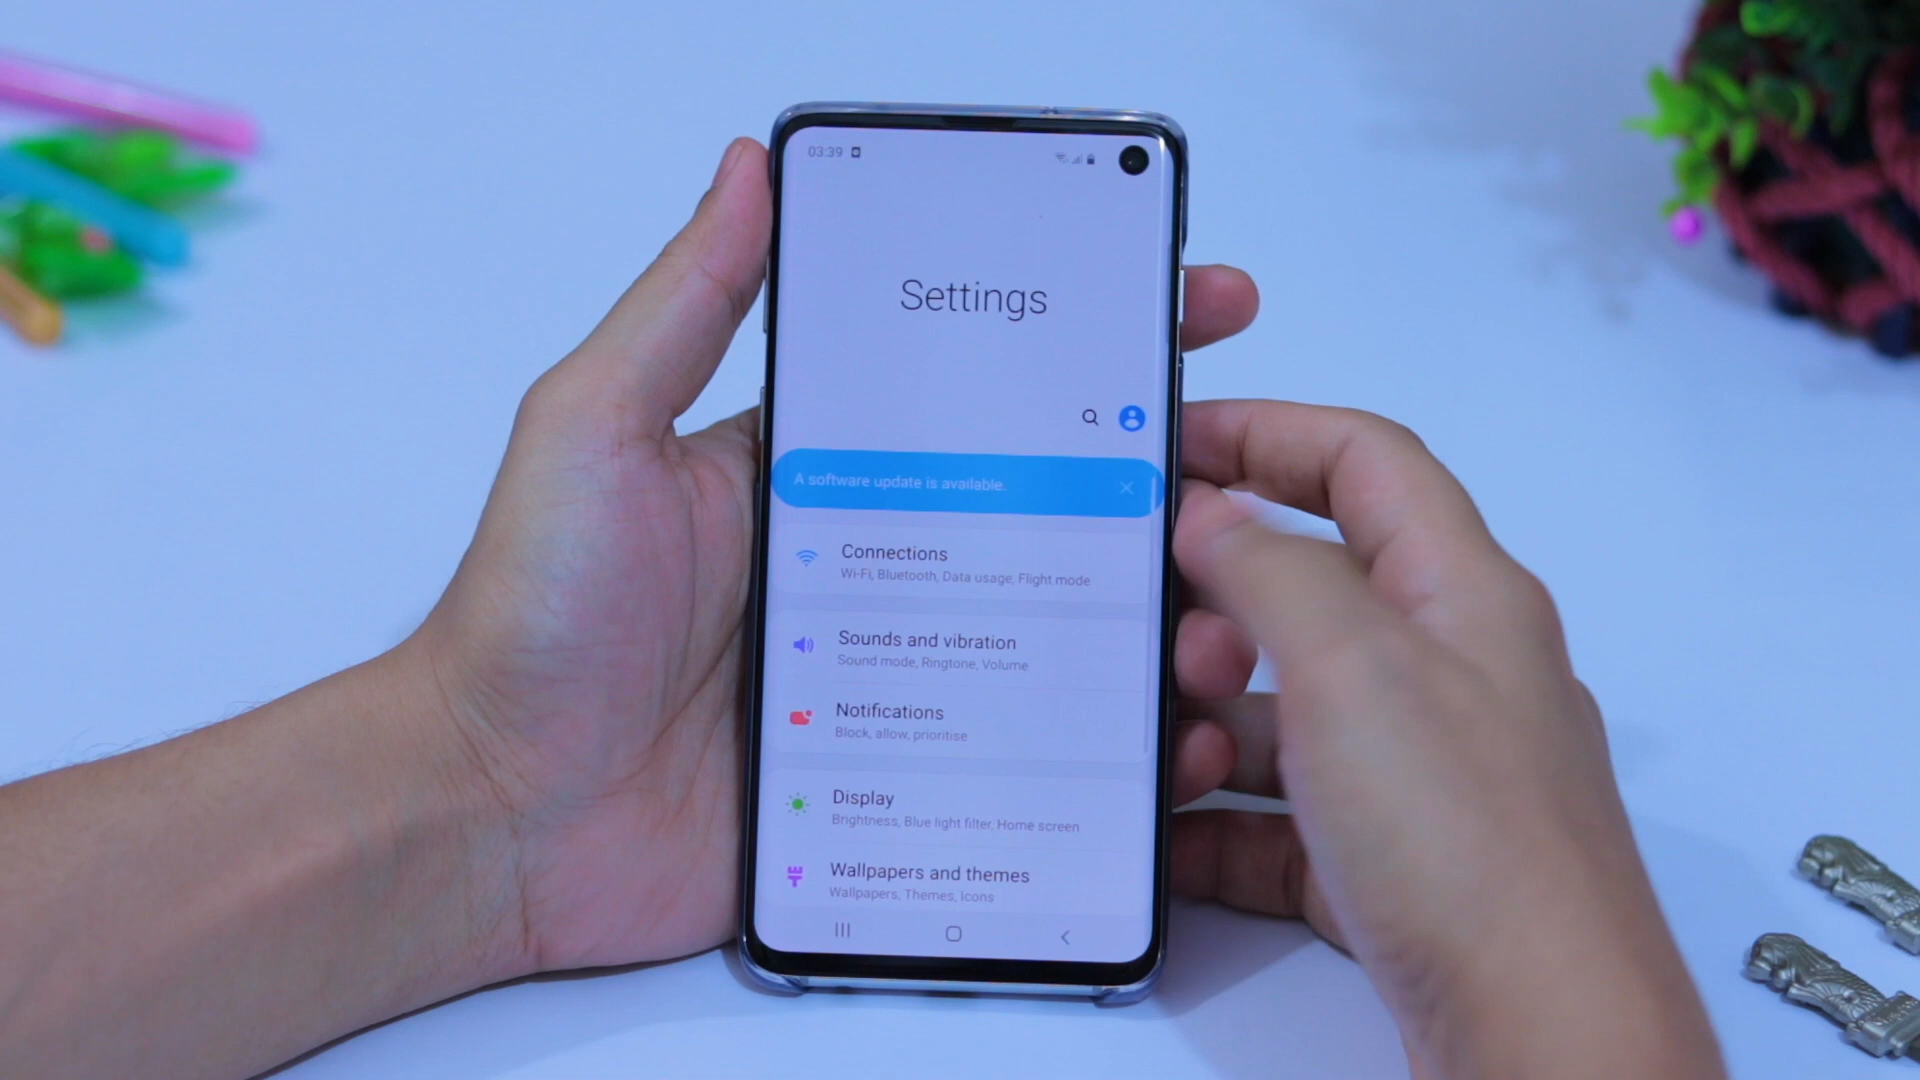 03:39
Settings
A software update is available.
Connections
Wi-Fi, Bluetooth, Data usage, Flight mode
Sounds and vibration
Sound mode, Ringtone, Volume
Notifications
Block, allow, prioritise
Display
Brightness, Blue light filter, Home screen
Wallpapers and themes
Wallpapers, Themes, Icons